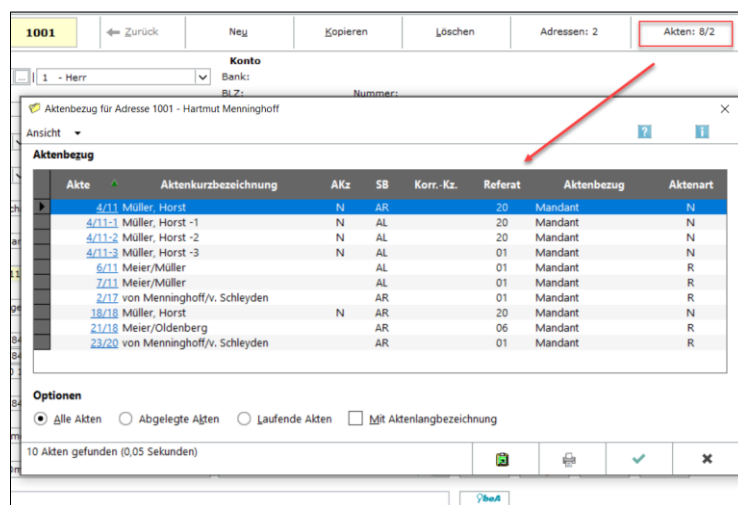 1001 Zurück Neu Kopieren Löschen Adressen: 2 Akten: 8/2
Konto
... 1 - Herr Bank:
BLZ: Nummer:
Aktenbezug für Adresse 1001 - Hartmut Menninghoff
Ansicht ? i
Aktenbezug
Akte Aktenkurzbezeichnung AKz SB Korr.-Kz. Referat Aktenbezug Aktenart
4/11 Müller, Horst N AR 20 Mandant N
4/11-1 Müller, Horst -1 N AL 20 Mandant N
4/11-2 Müller, Horst -2 N AL 20 Mandant N
4/11-3 Müller, Horst -3 N AL 01 Mandant N
6/11 Meier/Müller AL 01 Mandant R
7/11 Meier/Müller AL 01 Mandant R
2/17 von Menninghoff/v. Schleyden AR 01 Mandant R
18/18 Müller, Horst N AR 20 Mandant N
21/18 Meier/Oldenberg AR 06 Mandant R
23/20 von Menninghoff/v. Schleyden AR 01 Mandant R
Optionen
Alle Akten Abgelegte Akten Laufende Akten Mit Aktenlangbezeichnung
10 Akten gefunden (0,05 Sekunden)
beA